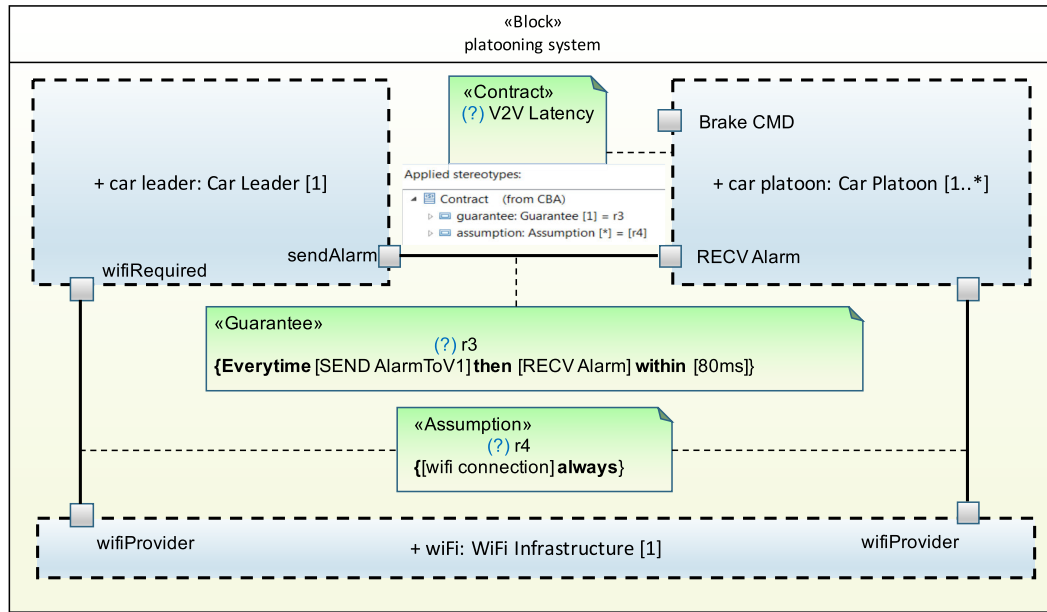 «Block»
platooning system
«Contract»
(?) V2V Latency
Brake CMD
Applied stereotypes:
+ car leader: Car Leader [1]
+ car platoon: Car Platoon [1..*]
Contract (from CBA)
guarantee: Guarantee [1] = r3
assumption: Assumption [*] = [r4]
sendAlarm
RECV Alarm
wifiRequired
«Guarantee»
(?) r3
{Everytime [SEND AlarmToV1] then [RECV Alarm] within [80ms]}
«Assumption»
(?) r4
{[wifi connection] always}
wifiProvider
+ wiFi: WiFi Infrastructure [1]
wifiProvider